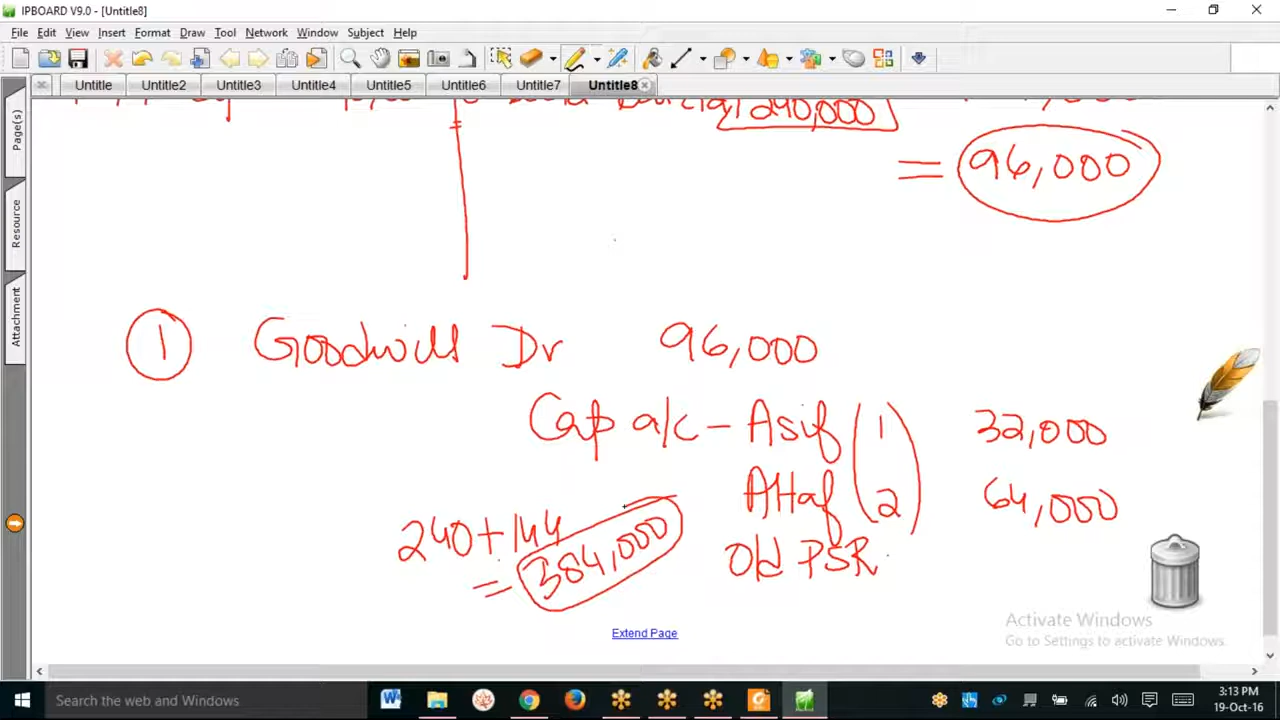 IPBOARD V9.0 - [Untitle8]
File Edit View Insert Format Draw Tool Network Window Subject Help
Untitle Untitle2 Untitle3 Untitle4 Untitle5 Untitle6 Untitle7 Untitle8
Page(s)
Resource
Attachment
240,000
= 96,000
1 Goodwill Dr 96,000
Cap a/c - Asif (1) 32,000
Altaf (2) 64,000
240+144
= 384,000
Old PSR
Extend Page
Activate Windows
Go to Settings to activate Windows.
Search the web and Windows
3:13 PM
19-Oct-16